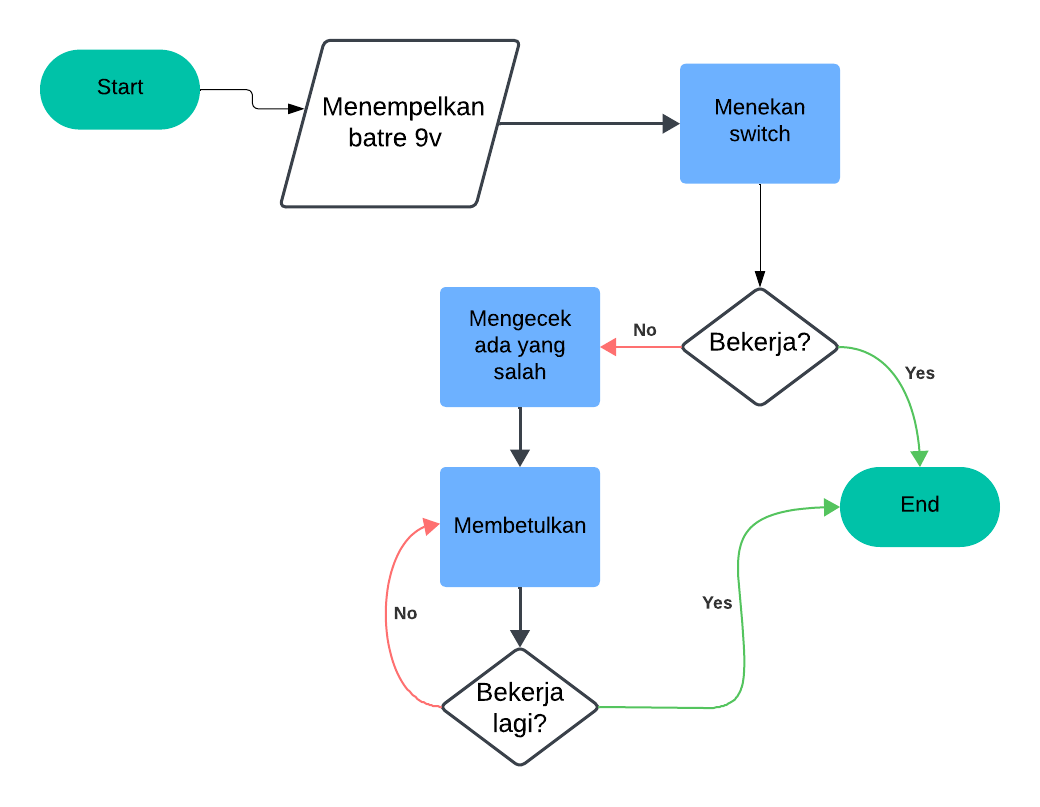 Start
Menempelkan
batre 9v
Menekan
switch
Bekerja?
No
Yes
Mengecek
ada yang
salah
Membetulkan
End
No
Yes
Bekerja
lagi?